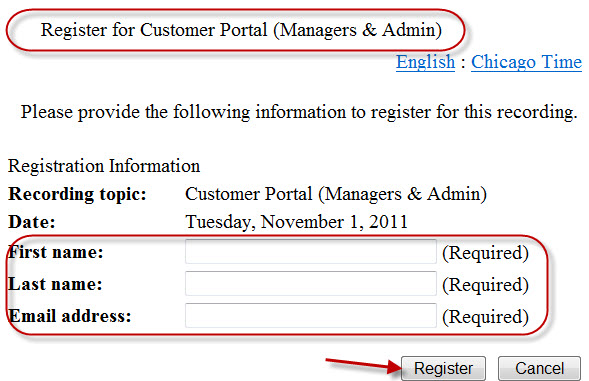 Register for Customer Portal (Managers & Admin)
English : Chicago Time
Please provide the following information to register for this recording.
Registration Information
Recording topic: Customer Portal (Managers & Admin)
Date: Tuesday, November 1, 2011
First name: (Required)
Last name: (Required)
Email address: (Required)
Register Cancel